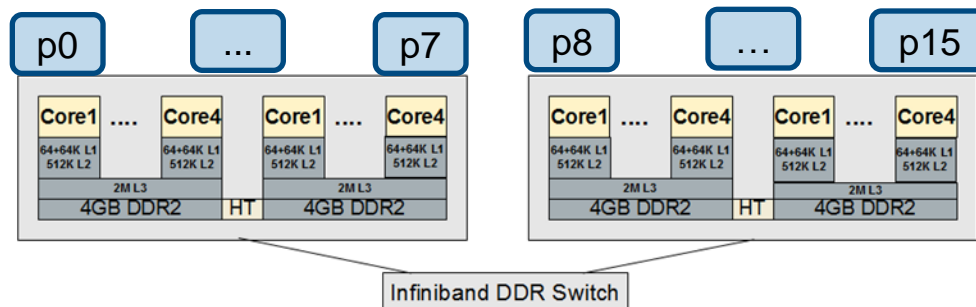 p0 ... p7 p8 ... p15
Core1 .... Core4 Core1 .... Core4 Core1 .... Core4 Core1 .... Core4
64+64K L1 64+64K L1 64+64K L1 64+64K L1 64+64K L1 64+64K L1 64+64K L1 64+64K L1
512K L2 512K L2 512K L2 512K L2 512K L2 512K L2 512K L2 512K L2
2M L3 2M L3 2M L3 2M L3
4GB DDR2 HT 4GB DDR2 4GB DDR2 HT 4GB DDR2
Infiniband DDR Switch